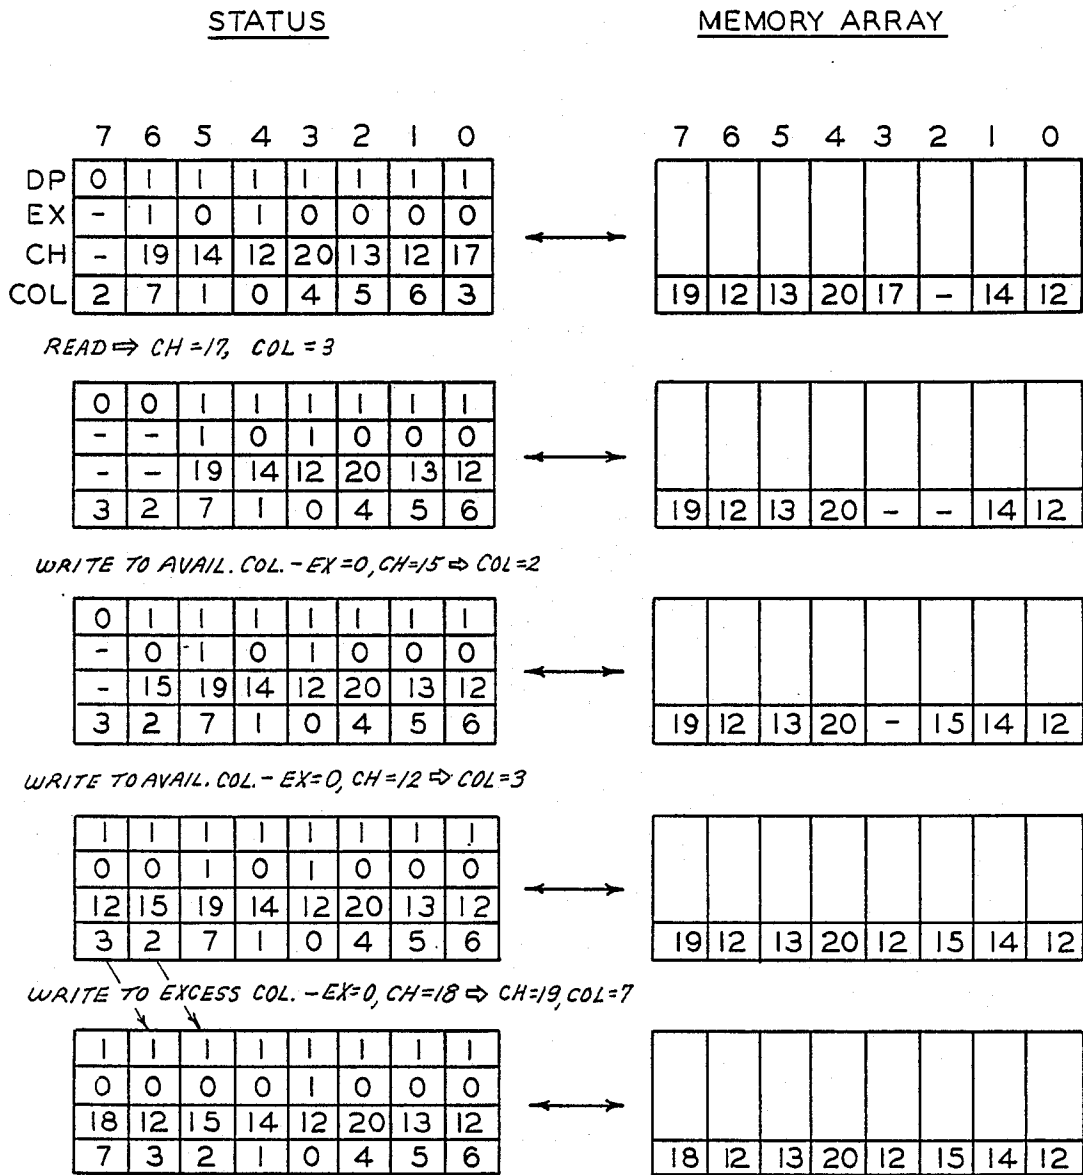 STATUS MEMORY ARRAY
7 6 5 4 3 2 1 0 7 6 5 4 3 2 1 0
DP 0 1 1 1 1 1 1 1
EX - 1 0 1 0 0 0 0
CH - 19 14 12 20 13 12 17
COL 2 7 1 0 4 5 6 3 19 12 13 20 17 - 14 12
READ ⇒ CH=17, COL=3
0 0 1 1 1 1 1 1
- - 1 0 1 0 0 0
- - 19 14 12 20 13 12
3 2 7 1 0 4 5 6 19 12 13 20 - - 14 12
WRITE TO AVAIL. COL. - EX=0, CH=15 ⇒ COL=2
0 1 1 1 1 1 1 1
- 0 1 0 1 0 0 0
- 15 19 14 12 20 13 12
3 2 7 1 0 4 5 6 19 12 13 20 - 15 14 12
WRITE TO AVAIL. COL. - EX=0, CH=12 ⇒ COL=3
1 1 1 1 1 1 1 1
0 0 1 0 1 0 0 0
12 15 19 14 12 20 13 12
3 2 7 1 0 4 5 6 19 12 13 20 12 15 14 12
WRITE TO EXCESS COL. - EX=0, CH=18 ⇒ CH=19, COL=7
1 1 1 1 1 1 1 1
0 0 0 0 1 0 0 0
18 12 15 14 12 20 13 12
7 3 2 1 0 4 5 6 18 12 13 20 12 15 14 12